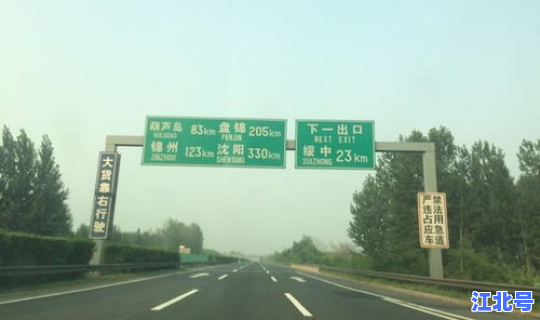 葫芦岛 83km 盘锦 205km
HULUDAO PANJIN
锦州 123km 沈阳 330km
JINZHOU SHENYANG
下一出口
NEXT EXIT
绥中 23km
SUIZHONG
大货靠右行驶
严禁违法占用应急车道
江北号